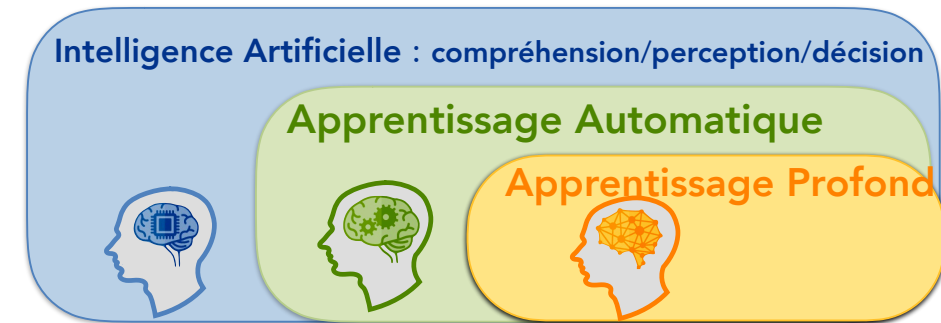 Intelligence Artificielle : compréhension/perception/décision
Apprentissage Automatique
Apprentissage Profond